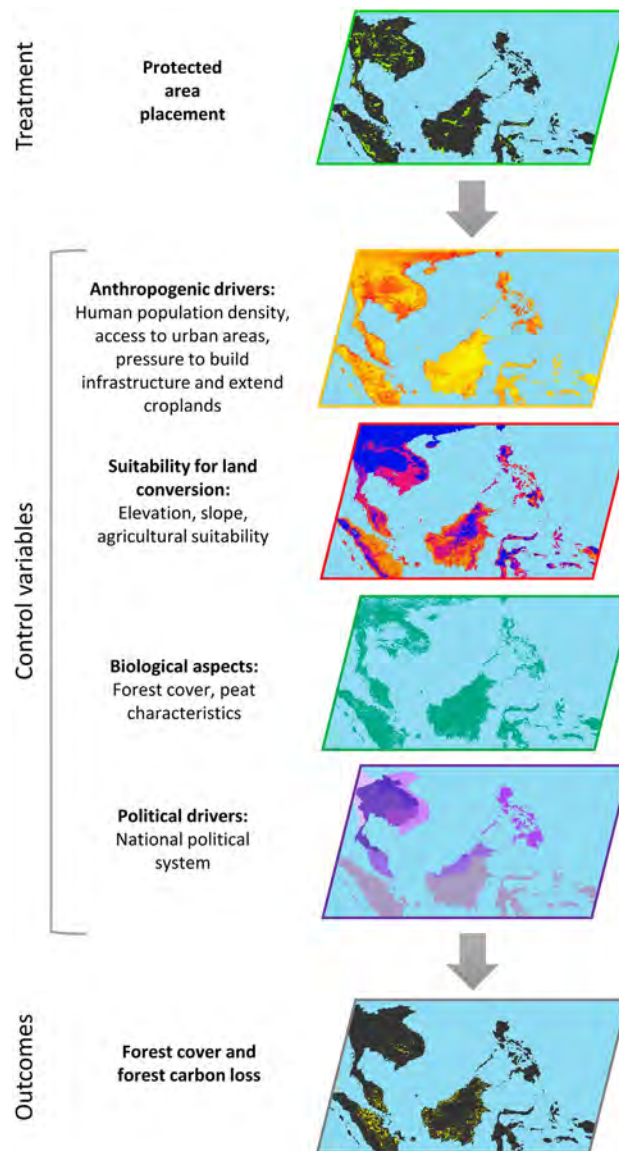 Treatment
Protected
area
placement
Control variables
Anthropogenic drivers:
Human population density,
access to urban areas,
pressure to build
infrastructure and extend
croplands
Suitability for land
conversion:
Elevation, slope,
agricultural suitability
Biological aspects:
Forest cover, peat
characteristics
Political drivers:
National political
system
Outcomes
Forest cover and
forest carbon loss